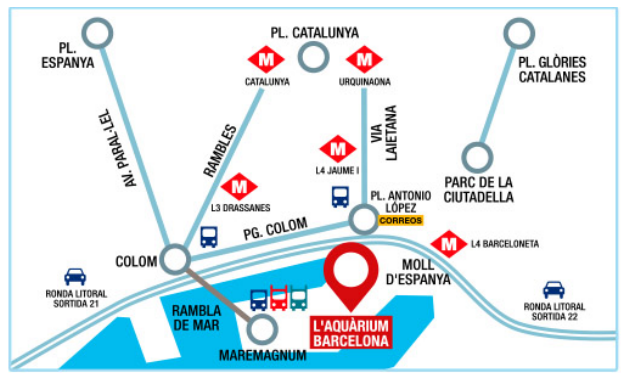 PL.
ESPANYA
PL. CATALUNYA
M
CATALUNYA
M
URQUINAONA
PL. GLÒRIES
CATALANES
AV. PARAL·LEL
RAMBLES
VIA
LAIETANA
M
L4 JAUME I
M
L3 DRASSANES
PARC DE LA
CIUTADELLA
PL. ANTONIO
LÓPEZ
CORREOS
PG. COLOM
COLOM
M
L4 BARCELONETA
MOLL
D'ESPANYA
RONDA LITORAL
SORTIDA 21
RAMBLA
DE MAR
MAREMAGNUM
L'AQUÀRIUM
BARCELONA
RONDA LITORAL
SORTIDA 22